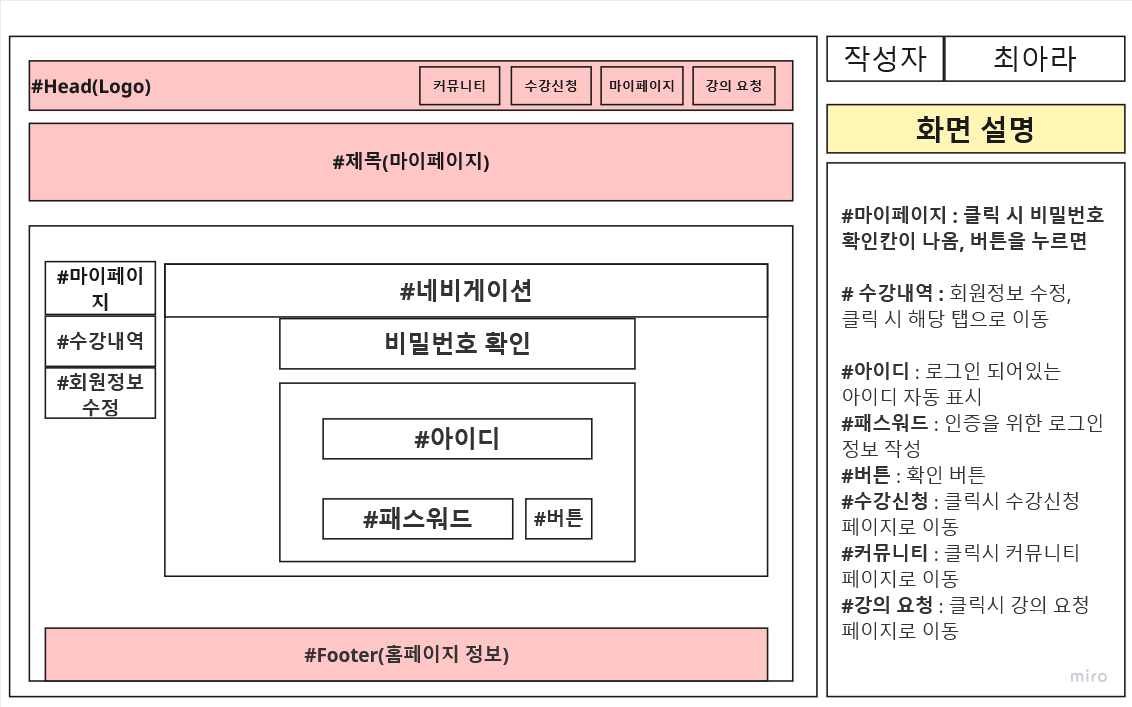 #Head(Logo)
커뮤니티
수강신청
마이페이지
강의 요청
#제목(마이페이지)
#마이페이
지
#수강내역
#회원정보
수정
#네비게이션
비밀번호 확인
#아이디
#패스워드
#버튼
#Footer(홈페이지 정보)
작성자
최아라
화면 설명
#마이페이지 : 클릭 시 비밀번호
확인칸이 나옴, 버튼을 누르면
# 수강내역 : 회원정보 수정,
클릭 시 해당 탭으로 이동
#아이디 : 로그인 되어있는
아이디 자동 표시
#패스워드 : 인증을 위한 로그인
정보 작성
#버튼 : 확인 버튼
#수강신청 : 클릭시 수강신청
페이지로 이동
#커뮤니티 : 클릭시 커뮤니티
페이지로 이동
#강의 요청 : 클릭시 강의 요청
페이지로 이동
miro